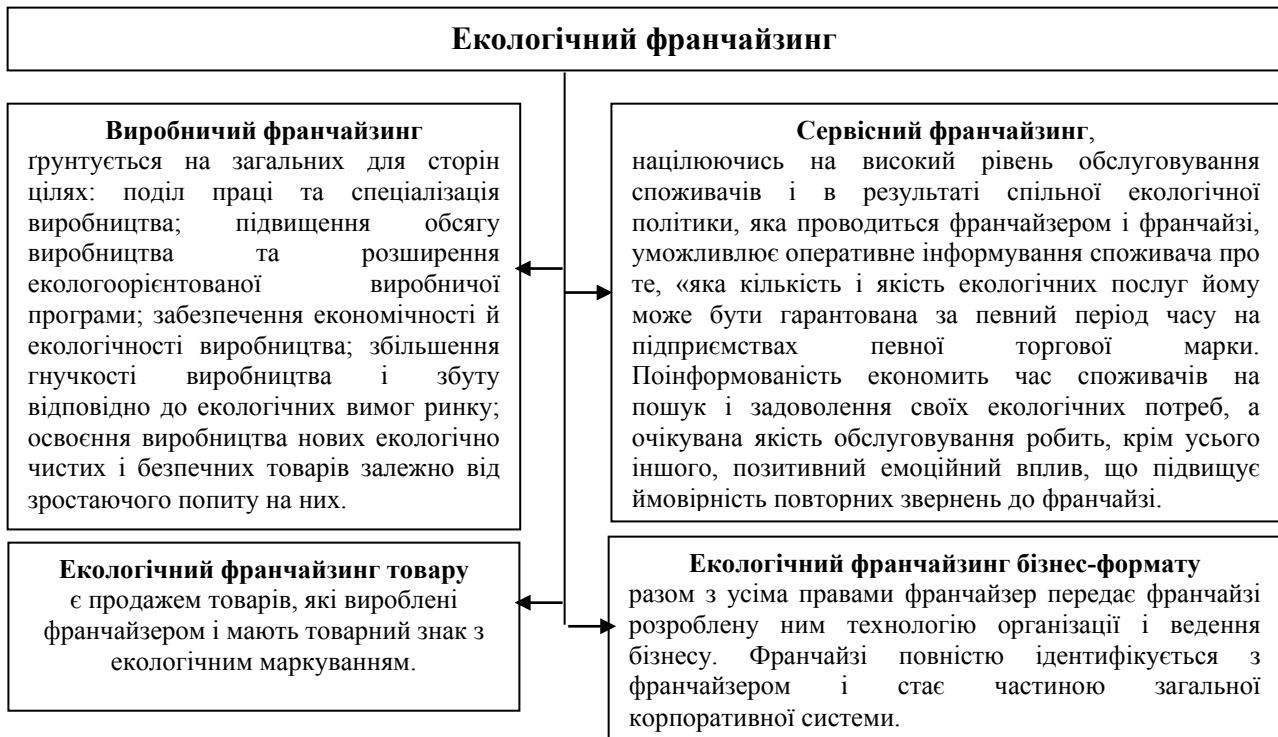 Екологічний франчайзинг
Виробничий франчайзинг
ґрунтується на загальних для сторін
цілях: поділ праці та спеціалізація
виробництва; підвищення обсягу
виробництва та розширення
екологоорієнтованої виробничої
програми; забезпечення економічності й
екологічності виробництва; збільшення
гнучкості виробництва і збуту
відповідно до екологічних вимог ринку;
освоєння виробництва нових екологічно
чистих і безпечних товарів залежно від
зростаючого попиту на них.
Сервісний франчайзинг,
націлюючись на високий рівень обслуговування
споживачів і в результаті спільної екологічної
політики, яка проводиться франчайзером і франчайзі,
уможливлює оперативне інформування споживача про
те, «яка кількість і якість екологічних послуг йому
може бути гарантована за певний період часу на
підприємствах певної торгової марки.
Поінформованість економить час споживачів на
пошук і задоволення своїх екологічних потреб, а
очікувана якість обслуговування робить, крім усього
іншого, позитивний емоційний вплив, що підвищує
ймовірність повторних звернень до франчайзі.
Екологічний франчайзинг товару
є продажем товарів, які вироблені
франчайзером і мають товарний знак з
екологічним маркуванням.
Екологічний франчайзинг бізнес-формату
разом з усіма правами франчайзер передає франчайзі
розроблену ним технологію організації і ведення
бізнесу. Франчайзі повністю ідентифікується з
франчайзером і стає частиною загальної
корпоративної системи.